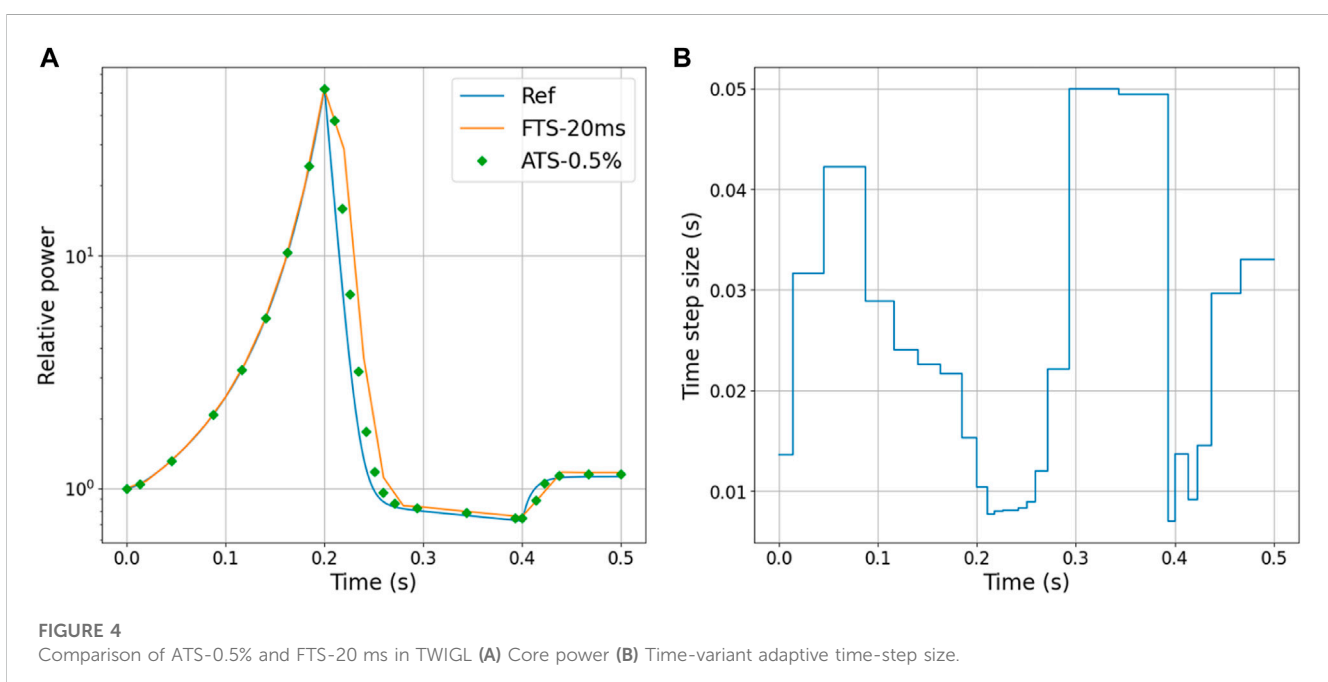 A
B
Ref
FTS-20ms
ATS-0.5%
Relative power
10¹
10⁰
0.0 0.1 0.2 0.3 0.4 0.5
Time (s)
Time step size (s)
0.05
0.04
0.03
0.02
0.01
0.0 0.1 0.2 0.3 0.4 0.5
Time (s)
FIGURE 4
Comparison of ATS-0.5% and FTS-20 ms in TWIGL (A) Core power (B) Time-variant adaptive time-step size.